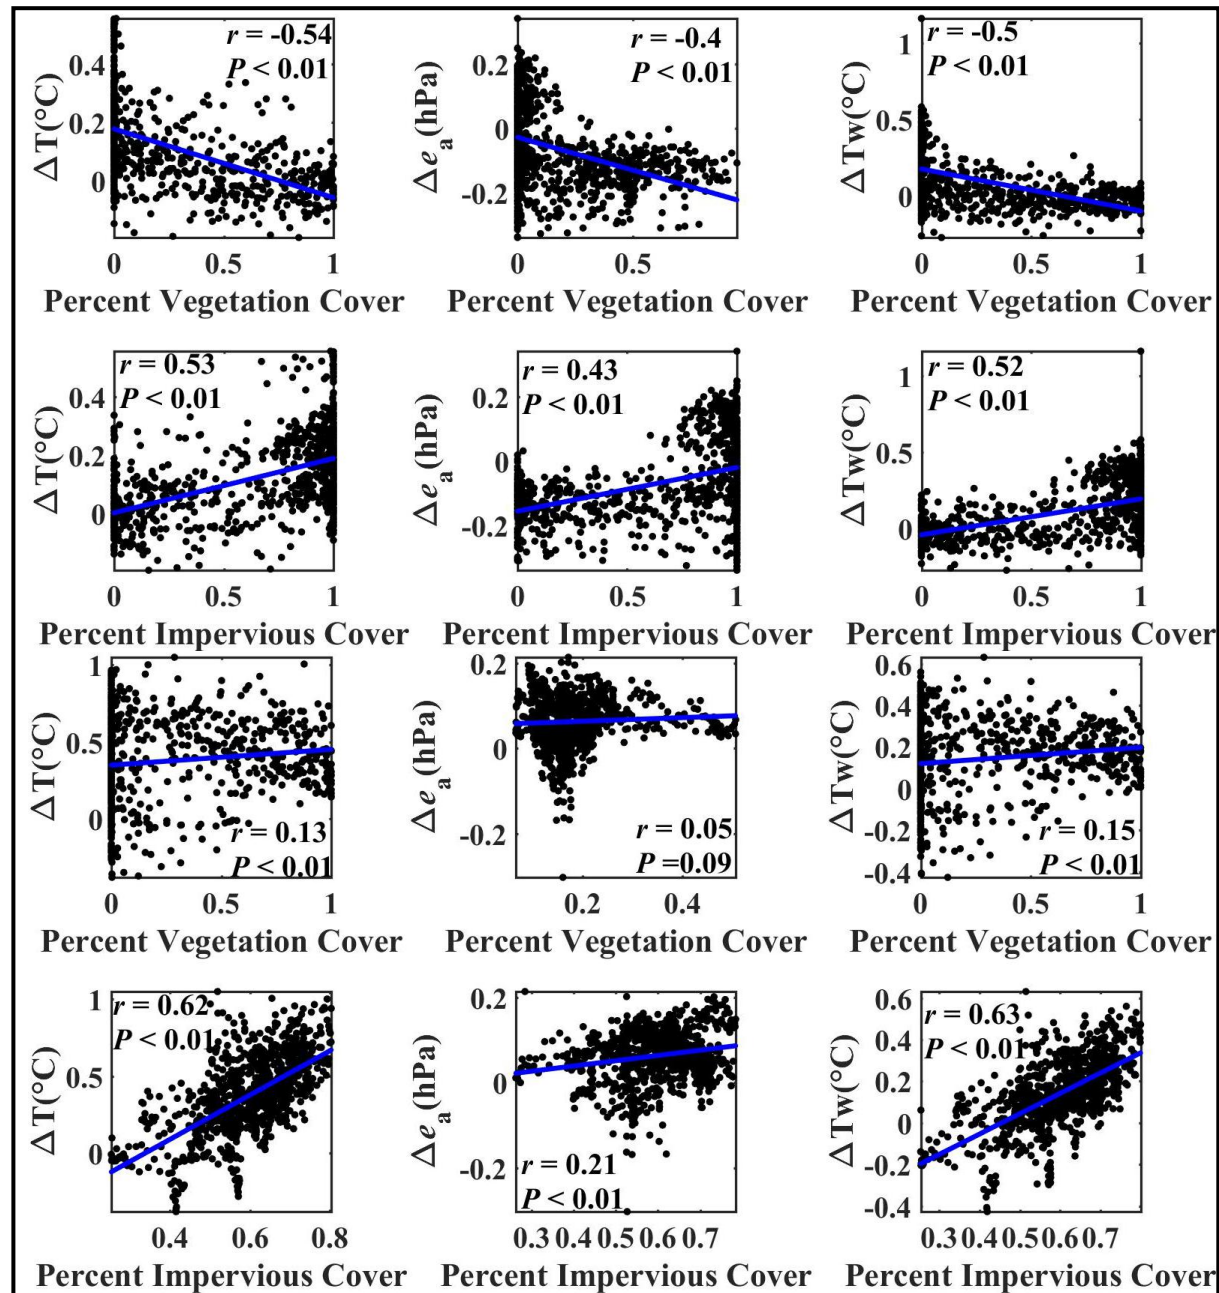 r = -0.54
P < 0.01
ΔT(°C)
0.4
0.2
0
0 0.5 1
Percent Vegetation Cover
r = -0.4
P < 0.01
Δea(hPa)
0.2
0
-0.2
0 0.5
Percent Vegetation Cover
r = -0.5
P < 0.01
ΔTw(°C)
1
0.5
0
0 0.5 1
Percent Vegetation Cover
r = 0.53
P < 0.01
ΔT(°C)
0.4
0.2
0
0 0.5 1
Percent Impervious Cover
r = 0.43
P < 0.01
Δea(hPa)
0.2
0
-0.2
0 0.5 1
Percent Impervious Cover
r = 0.52
P < 0.01
ΔTw(°C)
1
0.5
0
0 0.5 1
Percent Impervious Cover
ΔT(°C)
1
0.5
0
r = 0.13
P < 0.01
0 0.5 1
Percent Vegetation Cover
Δea(hPa)
0.2
0
-0.2
r = 0.05
P =0.09
0.2 0.4
Percent Vegetation Cover
ΔTw(°C)
0.6
0.4
0.2
0
-0.2
-0.4
r = 0.15
P < 0.01
0 0.5 1
Percent Vegetation Cover
r = 0.62
P < 0.01
ΔT(°C)
1
0.5
0
0.4 0.6 0.8
Percent Impervious Cover
Δea(hPa)
0.2
0
-0.2
r = 0.21
P < 0.01
0.3 0.4 0.5 0.6 0.7
Percent Impervious Cover
r = 0.63
P < 0.01
ΔTw(°C)
0.6
0.4
0.2
0
-0.2
-0.4
0.3 0.4 0.5 0.6 0.7
Percent Impervious Cover